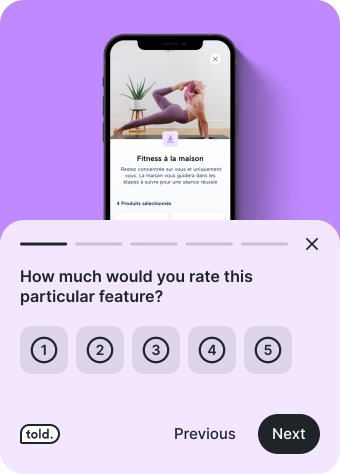 Fitness à la maison
Restez concentrée sur vous et uniquement
vous. La maison vous guidera dans les
étapes à suivre pour une séance réussie
4 Produits sélectionnés
How much would you rate this
particular feature?
1 2 3 4 5
told. Previous Next